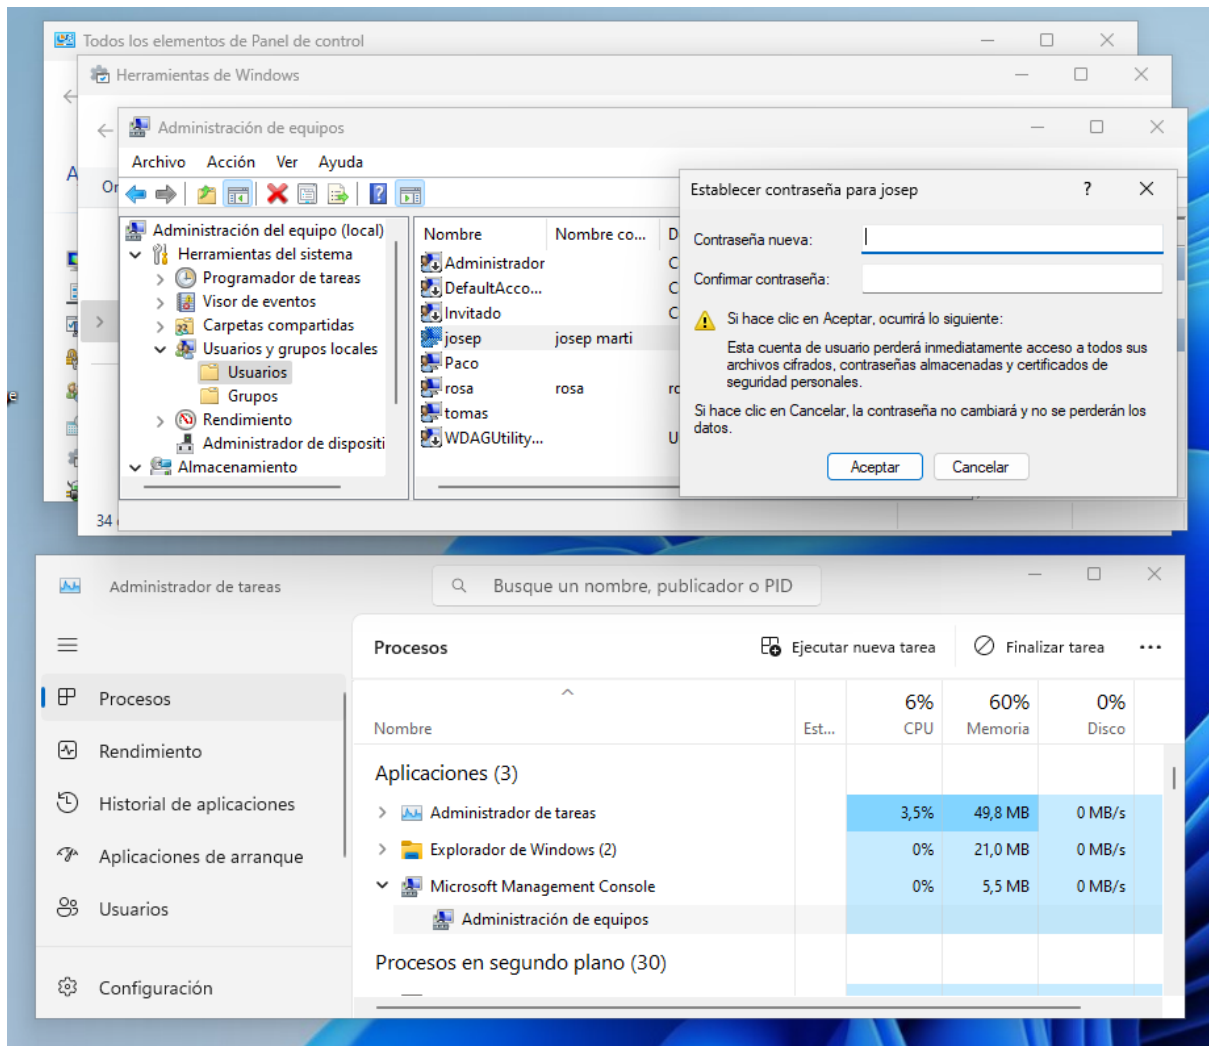 Todos los elementos de Panel de control
Herramientas de Windows
Administración de equipos
Archivo Acción Ver Ayuda
Administración del equipo (local)
Herramientas del sistema
Programador de tareas
Visor de eventos
Carpetas compartidas
Usuarios y grupos locales
Usuarios
Grupos
Rendimiento
Administrador de dispositi
Almacenamiento
Nombre Nombre co... D
Administrador C
DefaultAcco... C
Invitado C
josep josep marti
Paco
rosa rosa rc
tomas
WDAGUtility... U
Establecer contraseña para josep ?
Contraseña nueva:
Confirmar contraseña:
Si hace clic en Aceptar, ocurrirá lo siguiente:
Esta cuenta de usuario perderá inmediatamente acceso a todos sus
archivos cifrados, contraseñas almacenadas y certificados de
seguridad personales.
Si hace clic en Cancelar, la contraseña no cambiará y no se perderán los
datos.
Aceptar Cancelar
A
Or
e
34
Administrador de tareas
Busque un nombre, publicador o PID
Procesos
Rendimiento
Historial de aplicaciones
Aplicaciones de arranque
Usuarios
Configuración
Procesos Ejecutar nueva tarea Finalizar tarea ...
6% 60% 0%
Nombre Est... CPU Memoria Disco
Aplicaciones (3)
Administrador de tareas 3,5% 49,8 MB 0 MB/s
Explorador de Windows (2) 0% 21,0 MB 0 MB/s
Microsoft Management Console 0% 5,5 MB 0 MB/s
Administración de equipos
Procesos en segundo plano (30)